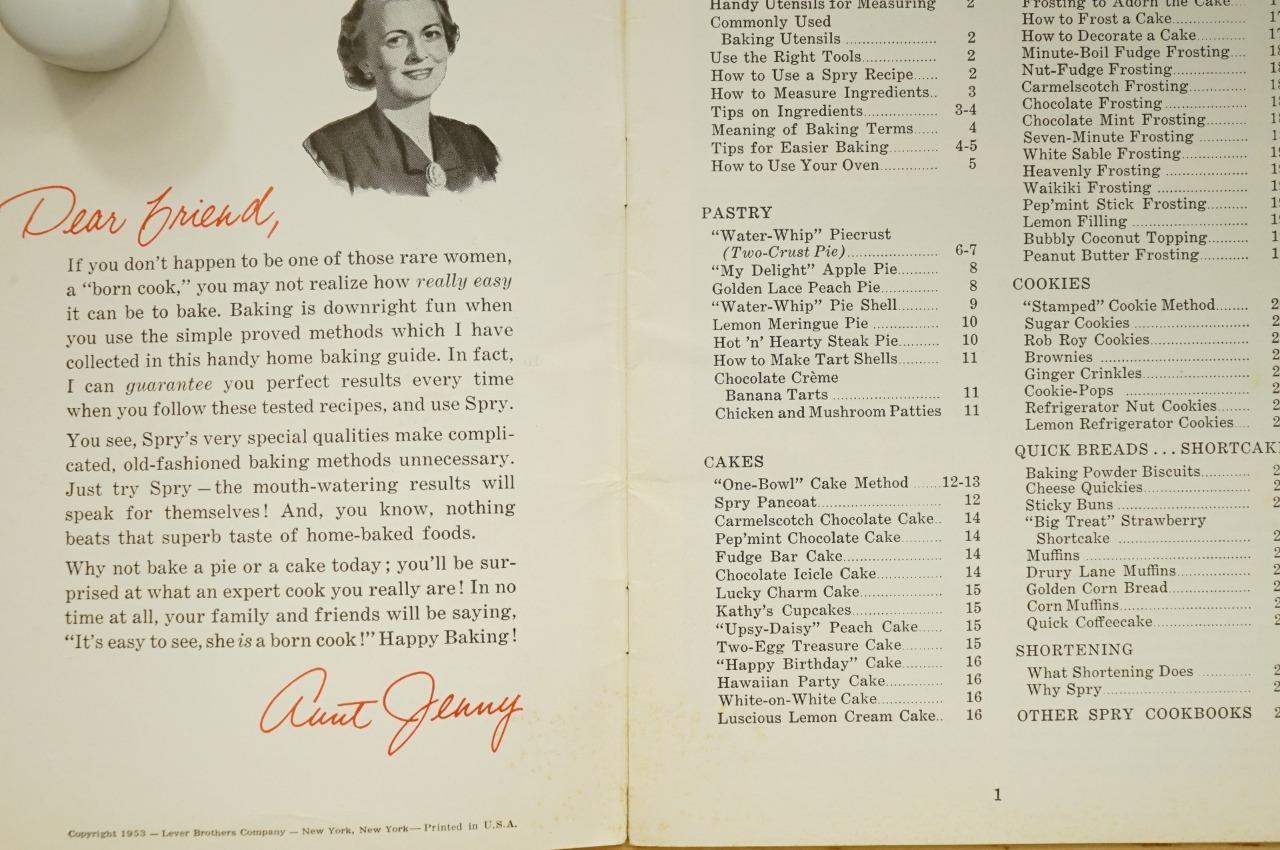 Dear Friend,
If you don't happen to be one of those rare women,
a “born cook,” you may not realize how really easy
it can be to bake. Baking is downright fun when
you use the simple proved methods which I have
collected in this handy home baking guide. In fact,
I can guarantee you perfect results every time
when you follow these tested recipes, and use Spry.
You see, Spry's very special qualities make compli-
cated, old-fashioned baking methods unnecessary.
Just try Spry – the mouth-watering results will
speak for themselves! And, you know, nothing
beats that superb taste of home-baked foods.
Why not bake a pie or a cake today; you'll be sur-
prised at what an expert cook you really are! In no
time at all, your family and friends will be saying,
“It's easy to see, she is a born cook!” Happy Baking!
Aunt Jenny
Copyright 1953 — Lever Brothers Company — New York, New York — Printed in U.S.A.
Handy Utensils for Measuring 2
Commonly Used
Baking Utensils ........ 2
Use the Right Tools........ 2
How to Use a Spry Recipe...... 2
How to Measure Ingredients.. 3
Tips on Ingredients........ 3-4
Meaning of Baking Terms...... 4
Tips for Easier Baking........ 4-5
How to Use Your Oven........ 5
PASTRY
“Water-Whip” Piecrust
(Two-Crust Pie)........ 6-7
“My Delight” Apple Pie........ 8
Golden Lace Peach Pie........ 8
“Water-Whip” Pie Shell........ 9
Lemon Meringue Pie ........ 10
Hot 'n' Hearty Steak Pie........ 10
How to Make Tart Shells........ 11
Chocolate Crème
Banana Tarts ........ 11
Chicken and Mushroom Patties 11
CAKES
“One-Bowl” Cake Method ......12-13
Spry Pancoat........ 12
Carmelscotch Chocolate Cake.. 14
Pep'mint Chocolate Cake........ 14
Fudge Bar Cake........ 14
Chocolate Icicle Cake........ 14
Lucky Charm Cake........ 15
Kathy's Cupcakes........ 15
“Upsy-Daisy” Peach Cake...... 15
Two-Egg Treasure Cake........ 15
“Happy Birthday” Cake........ 16
Hawaiian Party Cake........ 16
White-on-White Cake........ 16
Luscious Lemon Cream Cake.. 16
Frosting to Adorn the Cake....
How to Frost a Cake........
How to Decorate a Cake........
Minute-Boil Fudge Frosting....
Nut-Fudge Frosting........
Carmelscotch Frosting........
Chocolate Frosting........
Chocolate Mint Frosting........
Seven-Minute Frosting ........
White Sable Frosting........
Heavenly Frosting ........
Waikiki Frosting ........
Pep'mint Stick Frosting........
Lemon Filling ........
Bubbly Coconut Topping........
Peanut Butter Frosting........
COOKIES
“Stamped” Cookie Method........
Sugar Cookies ........
Rob Roy Cookies........
Brownies ........
Ginger Crinkles........
Cookie-Pops ........
Refrigerator Nut Cookies........
Lemon Refrigerator Cookies....
QUICK BREADS . . . SHORTCAK
Baking Powder Biscuits........
Cheese Quickies........
Sticky Buns ........
“Big Treat” Strawberry
Shortcake ........
Muffins ........
Drury Lane Muffins........
Golden Corn Bread........
Corn Muffins........
Quick Coffeecake........
SHORTENING
What Shortening Does ........
Why Spry........
OTHER SPRY COOKBOOKS
1